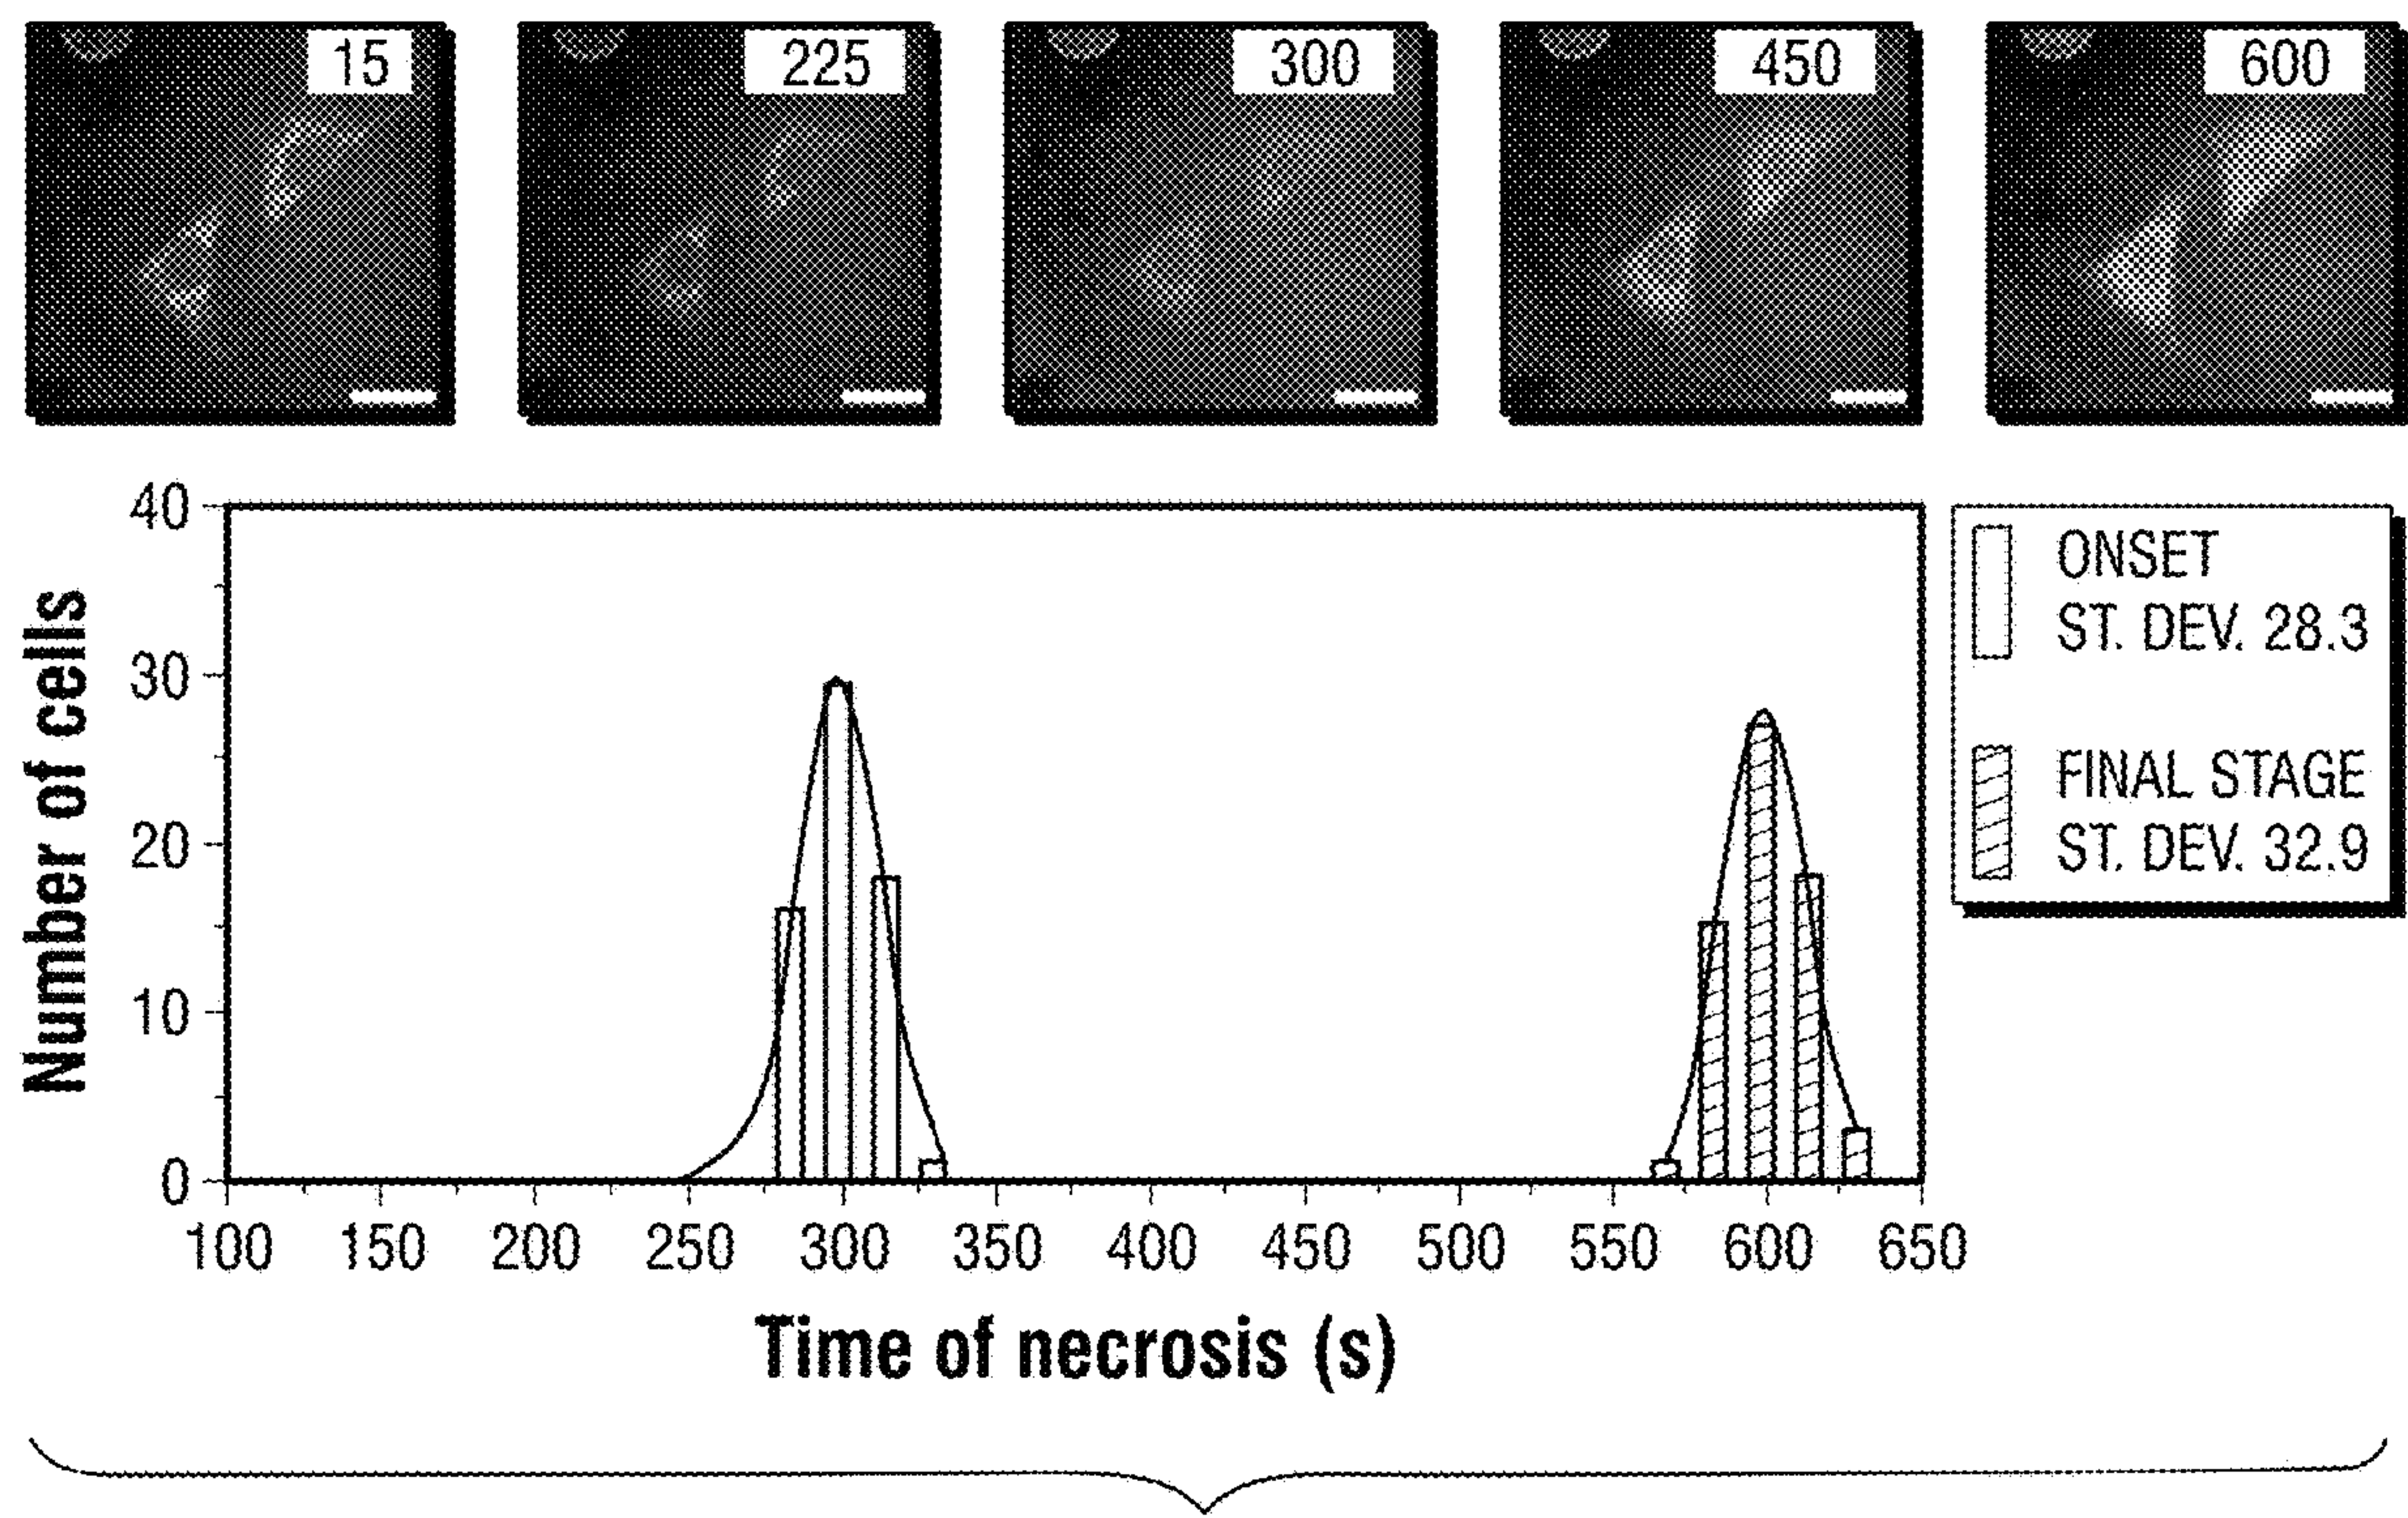 15
225
300
450
600
40
30
20
10
0
Number of cells
100 150 200 250 300 350 400 450 500 550 600 650
Time of necrosis (s)
ONSET
ST. DEV. 28.3
FINAL STAGE
ST. DEV. 32.9